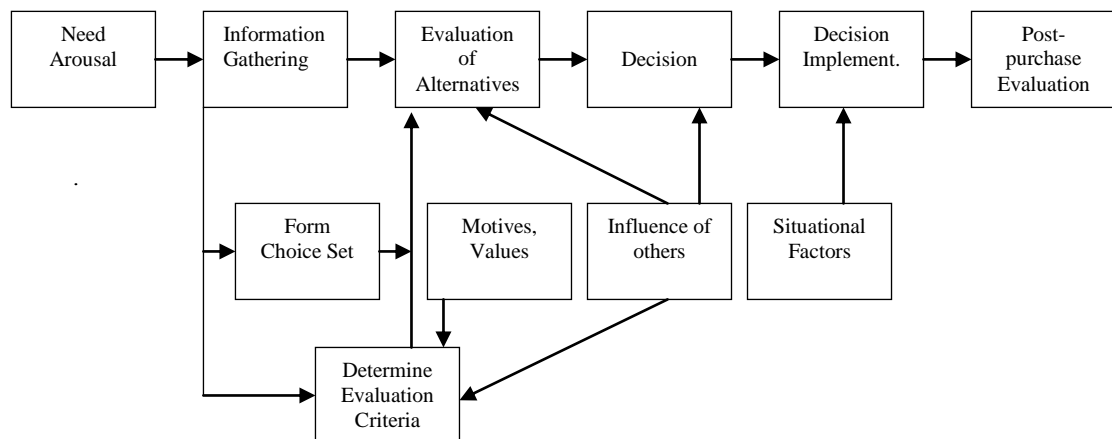 Need
Arousal
Information
Gathering
Evaluation
of
Alternatives
Decision
Decision
Implement.
Post-
purchase
Evaluation
.
Form
Choice Set
Motives,
Values
Influence of
others
Situational
Factors
Determine
Evaluation
Criteria